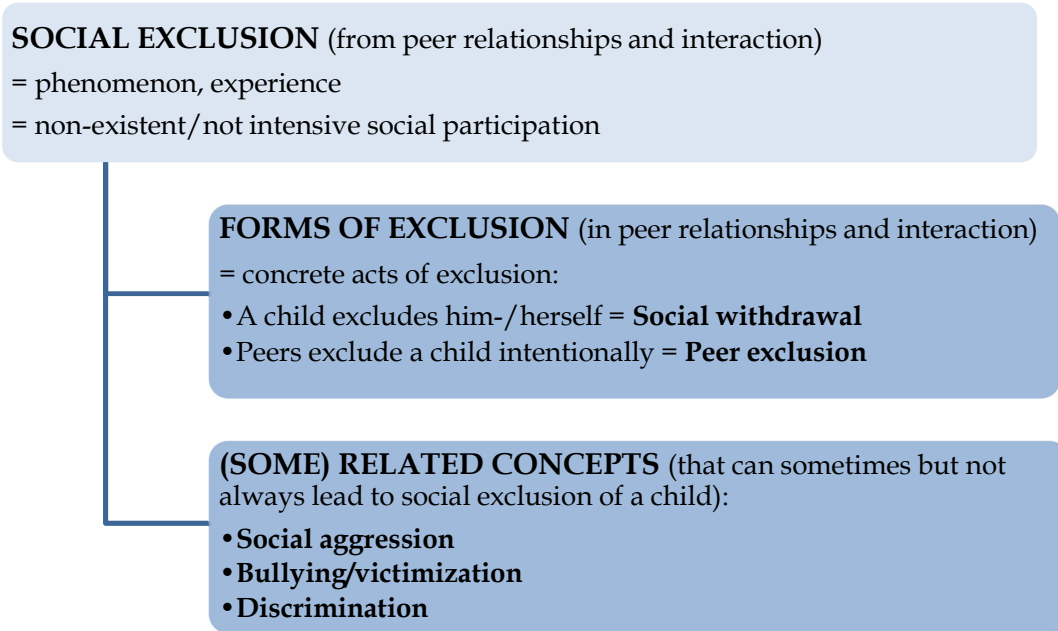 SOCIAL EXCLUSION (from peer relationships and interaction)
= phenomenon, experience
= non-existent/not intensive social participation
FORMS OF EXCLUSION (in peer relationships and interaction)
= concrete acts of exclusion:
•A child excludes him-/herself = Social withdrawal
•Peers exclude a child intentionally = Peer exclusion
(SOME) RELATED CONCEPTS (that can sometimes but not
always lead to social exclusion of a child):
•Social aggression
•Bullying/victimization
•Discrimination